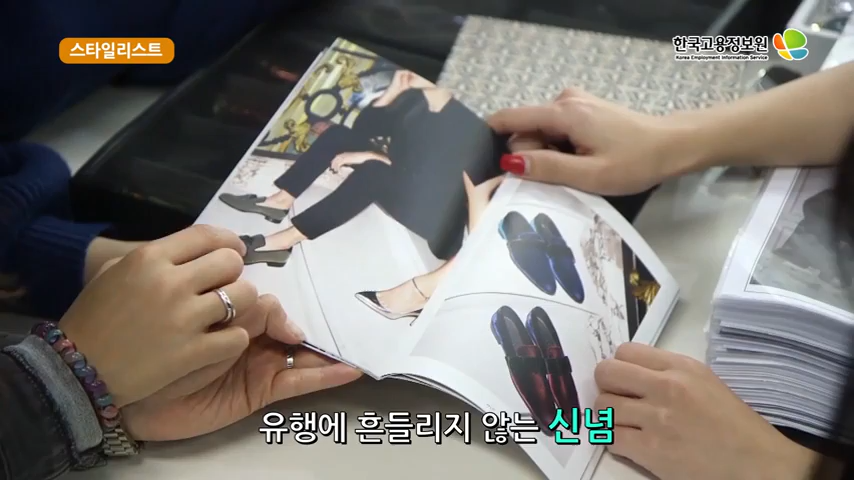 스타일리스트
한국고용정보원
Korea Employment Information Service
유행에 흔들리지 않는 신념